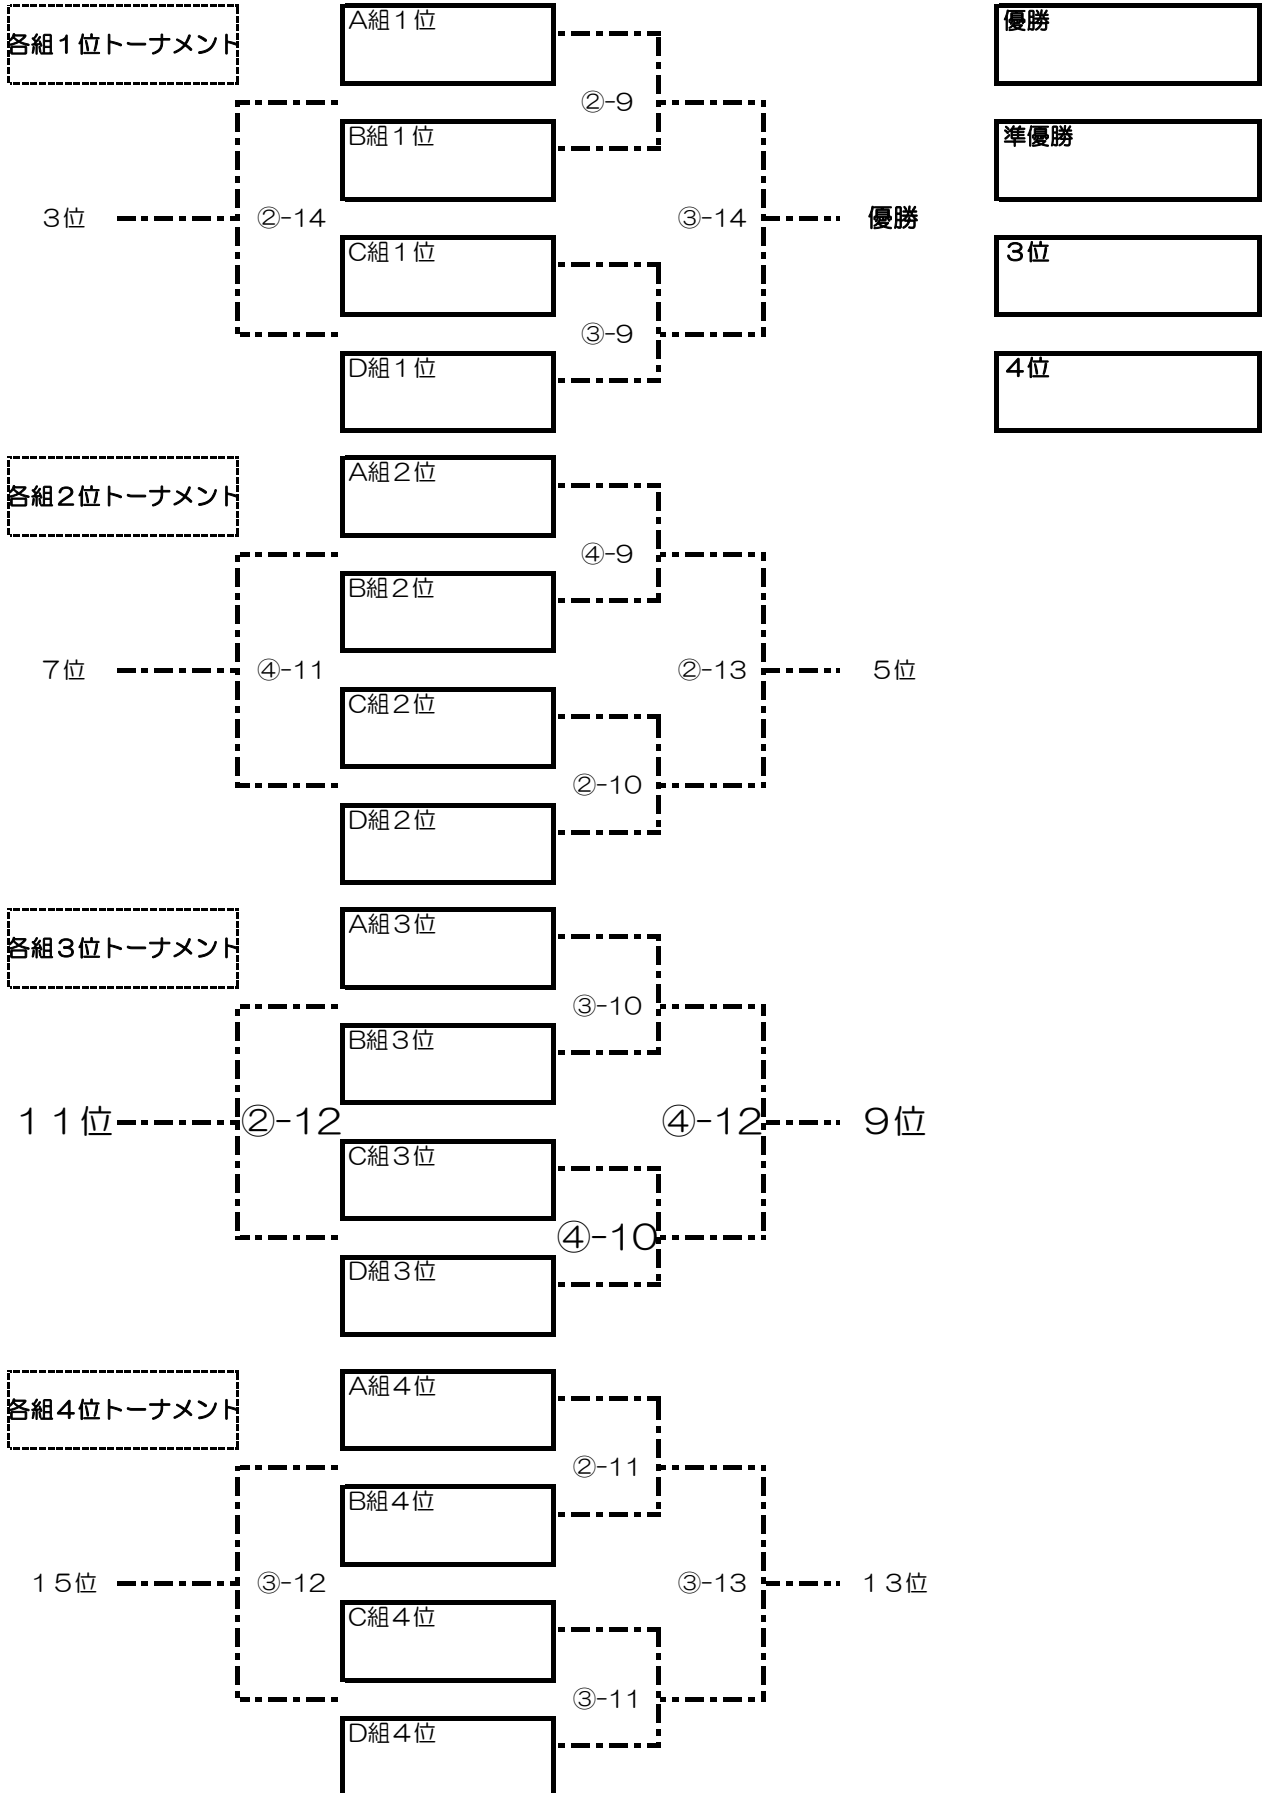 各組１位トーナメント
A組１位
優勝
②-9
B組１位
準優勝
３位
②-14
③-14
優勝
C組１位
３位
③-9
D組１位
４位
各組２位トーナメント
A組２位
④-9
B組２位
７位
④-11
②-13
５位
C組２位
②-10
D組２位
各組３位トーナメント
A組３位
③-10
B組３位
１１位
②-12
④-12
９位
C組３位
④-10
D組３位
各組４位トーナメント
A組４位
②-11
B組４位
１５位
③-12
③-13
１３位
C組４位
③-11
D組４位